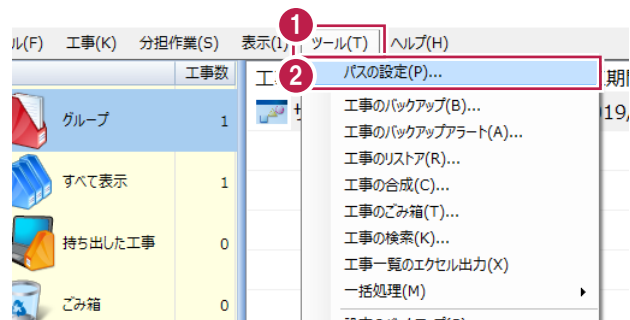 ル(F) 工事(K) 分担作業(S) 表示(I) ツール(T) ヘルプ(H)
1
2
工事数
工
期
パスの設定(P)...
グループ 1
19/
工事のバックアップ(B)...
工事のバックアップアラート(A)...
工事のリストア(R)...
すべて表示 1
工事の合成(C)...
工事のごみ箱(T)...
持ち出した工事 0
工事の検索(K)...
工事一覧のエクセル出力(X)
一括処理(M)
ごみ箱 0